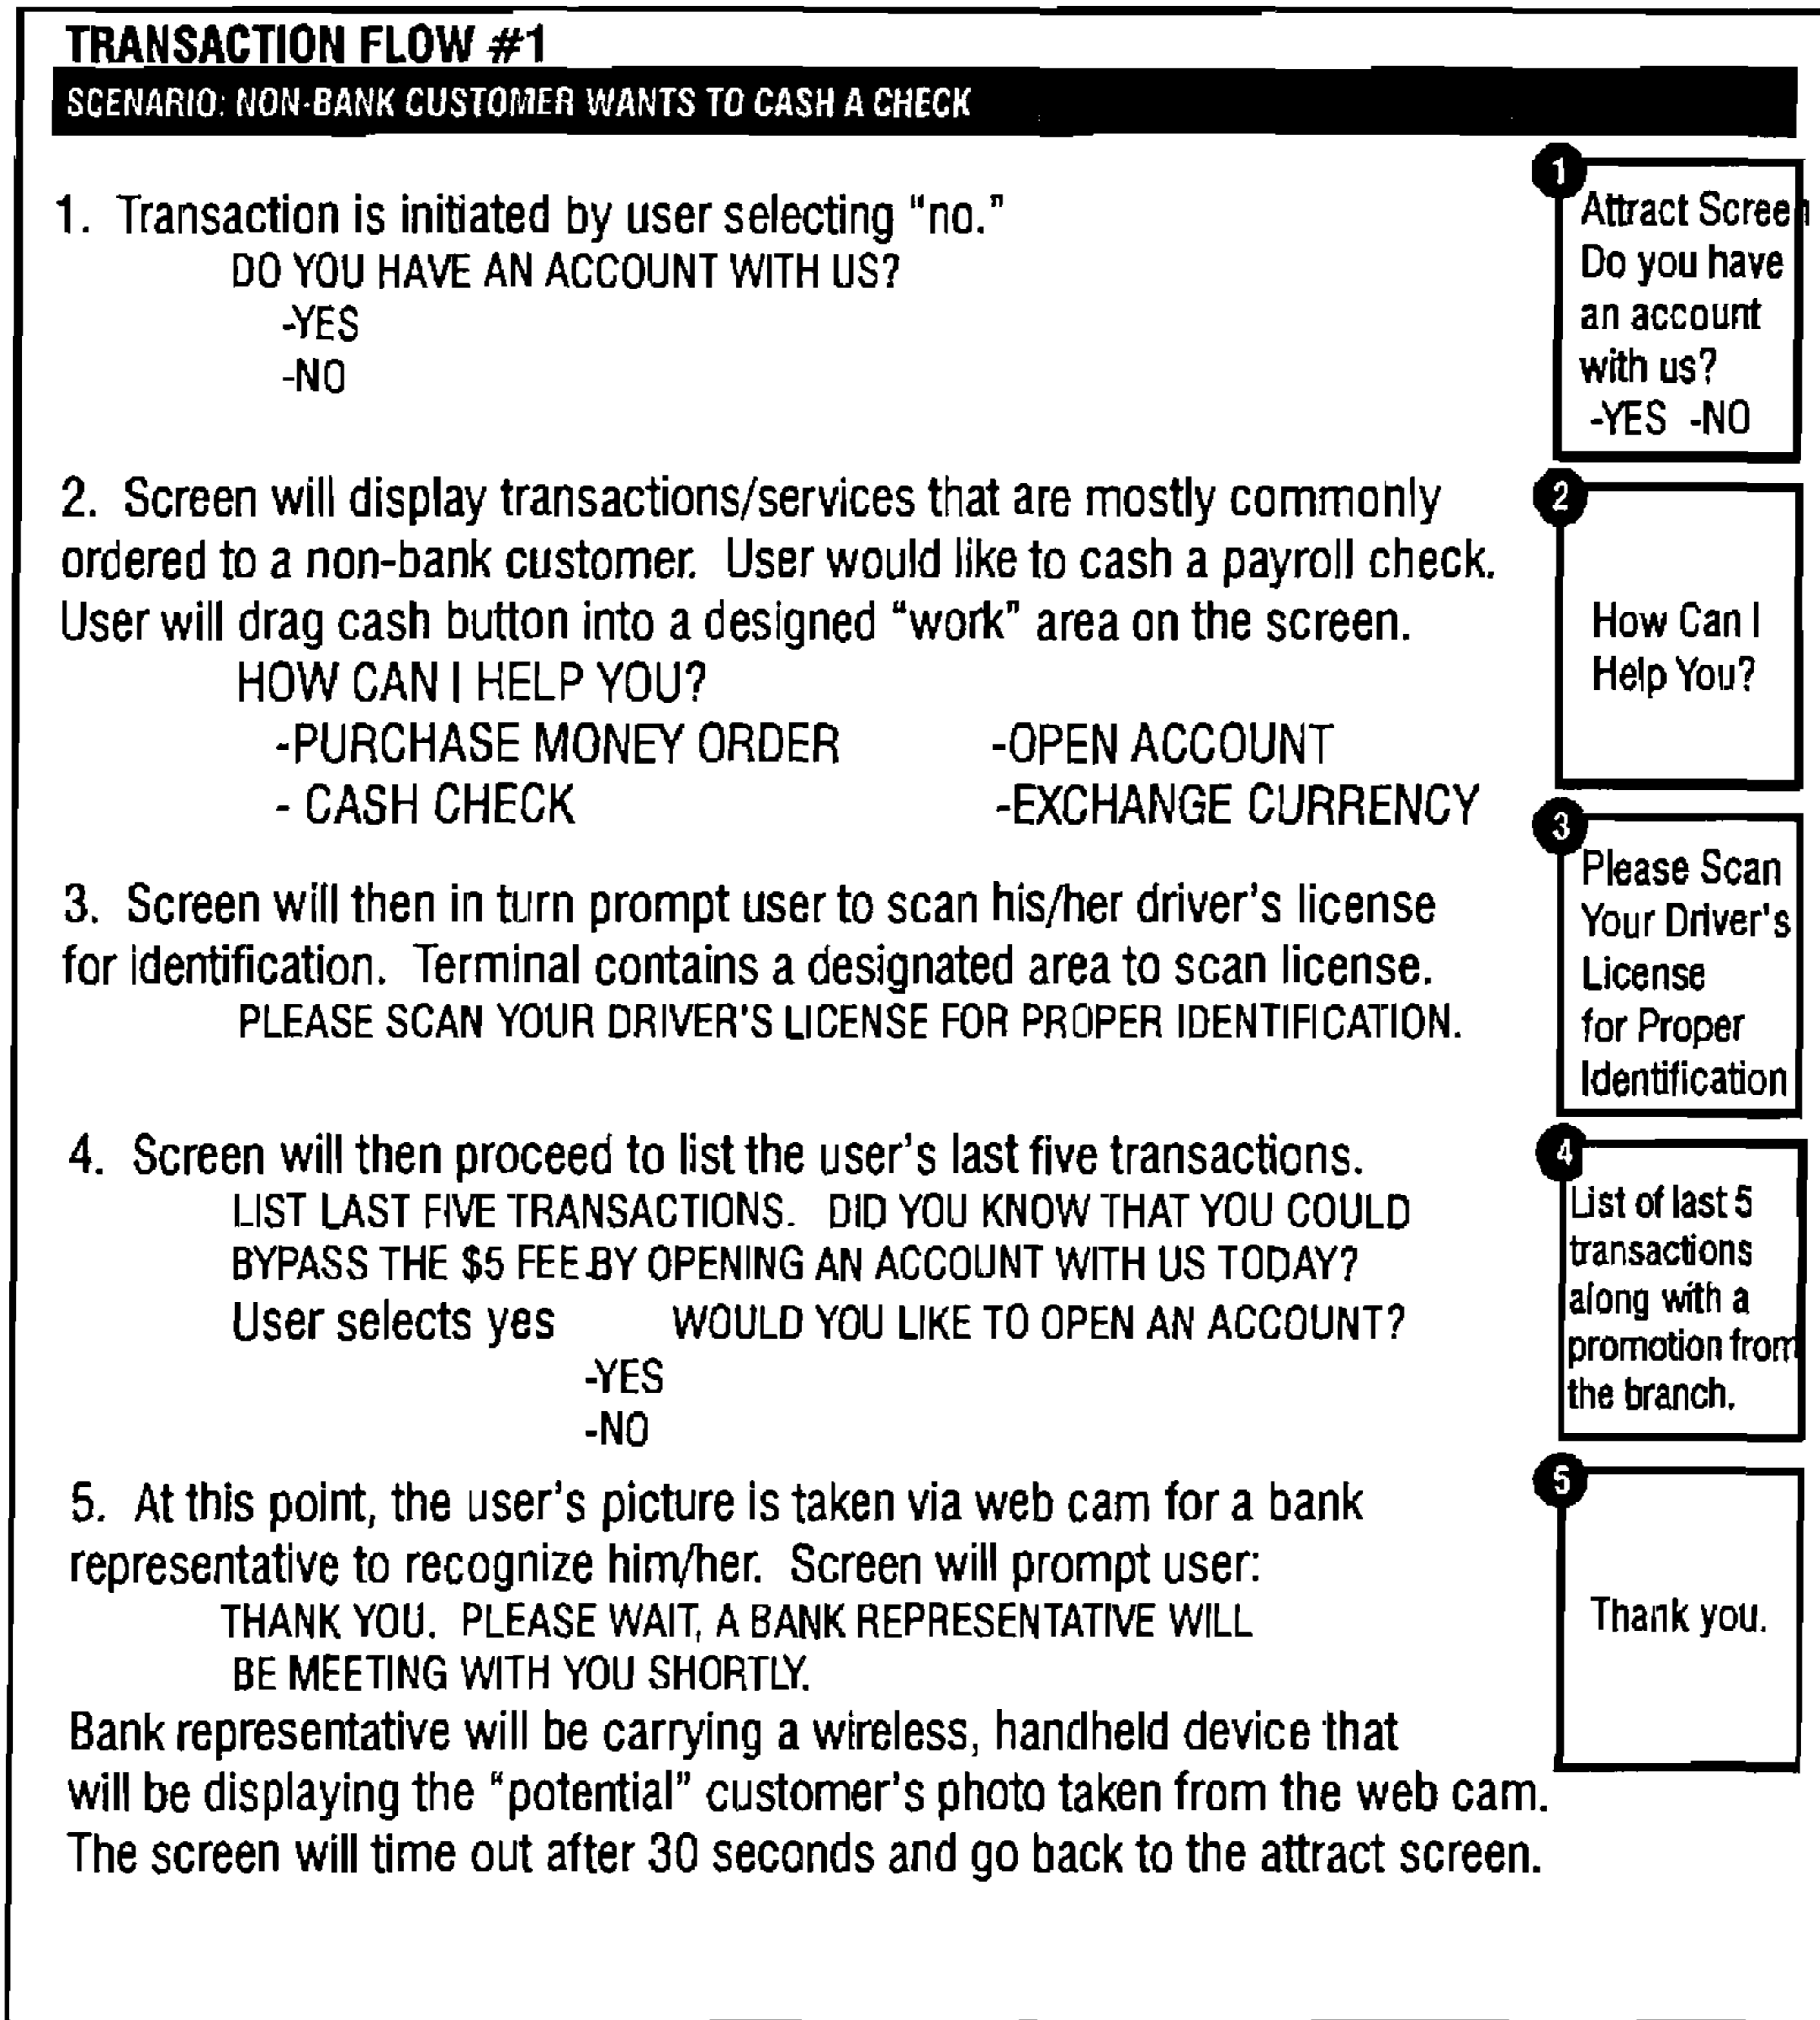 TRANSACTION FLOW #1
SCENARIO: NON-BANK CUSTOMER WANTS TO CASH A CHECK
1. Transaction is initiated by user selecting "no."
DO YOU HAVE AN ACCOUNT WITH US?
-YES
-NO
2. Screen will display transactions/services that are mostly commonly
ordered to a non-bank customer. User would like to cash a payroll check.
User will drag cash button into a designed "work" area on the screen.
HOW CAN I HELP YOU?
-PURCHASE MONEY ORDER -OPEN ACCOUNT
- CASH CHECK -EXCHANGE CURRENCY
3. Screen will then in turn prompt user to scan his/her driver's license
for identification. Terminal contains a designated area to scan license.
PLEASE SCAN YOUR DRIVER'S LICENSE FOR PROPER IDENTIFICATION.
4. Screen will then proceed to list the user's last five transactions.
LIST LAST FIVE TRANSACTIONS. DID YOU KNOW THAT YOU COULD
BYPASS THE $5 FEE BY OPENING AN ACCOUNT WITH US TODAY?
User selects yes WOULD YOU LIKE TO OPEN AN ACCOUNT?
-YES
-NO
5. At this point, the user's picture is taken via web cam for a bank
representative to recognize him/her. Screen will prompt user:
THANK YOU. PLEASE WAIT, A BANK REPRESENTATIVE WILL
BE MEETING WITH YOU SHORTLY.
Bank representative will be carrying a wireless, handheld device that
will be displaying the "potential" customer's photo taken from the web cam.
The screen will time out after 30 seconds and go back to the attract screen.
1
Attract Screen
Do you have
an account
with us?
-YES -NO
2
How Can I
Help You?
3
Please Scan
Your Driver's
License
for Proper
Identification
4
List of last 5
transactions
along with a
promotion from
the branch.
5
Thank you.